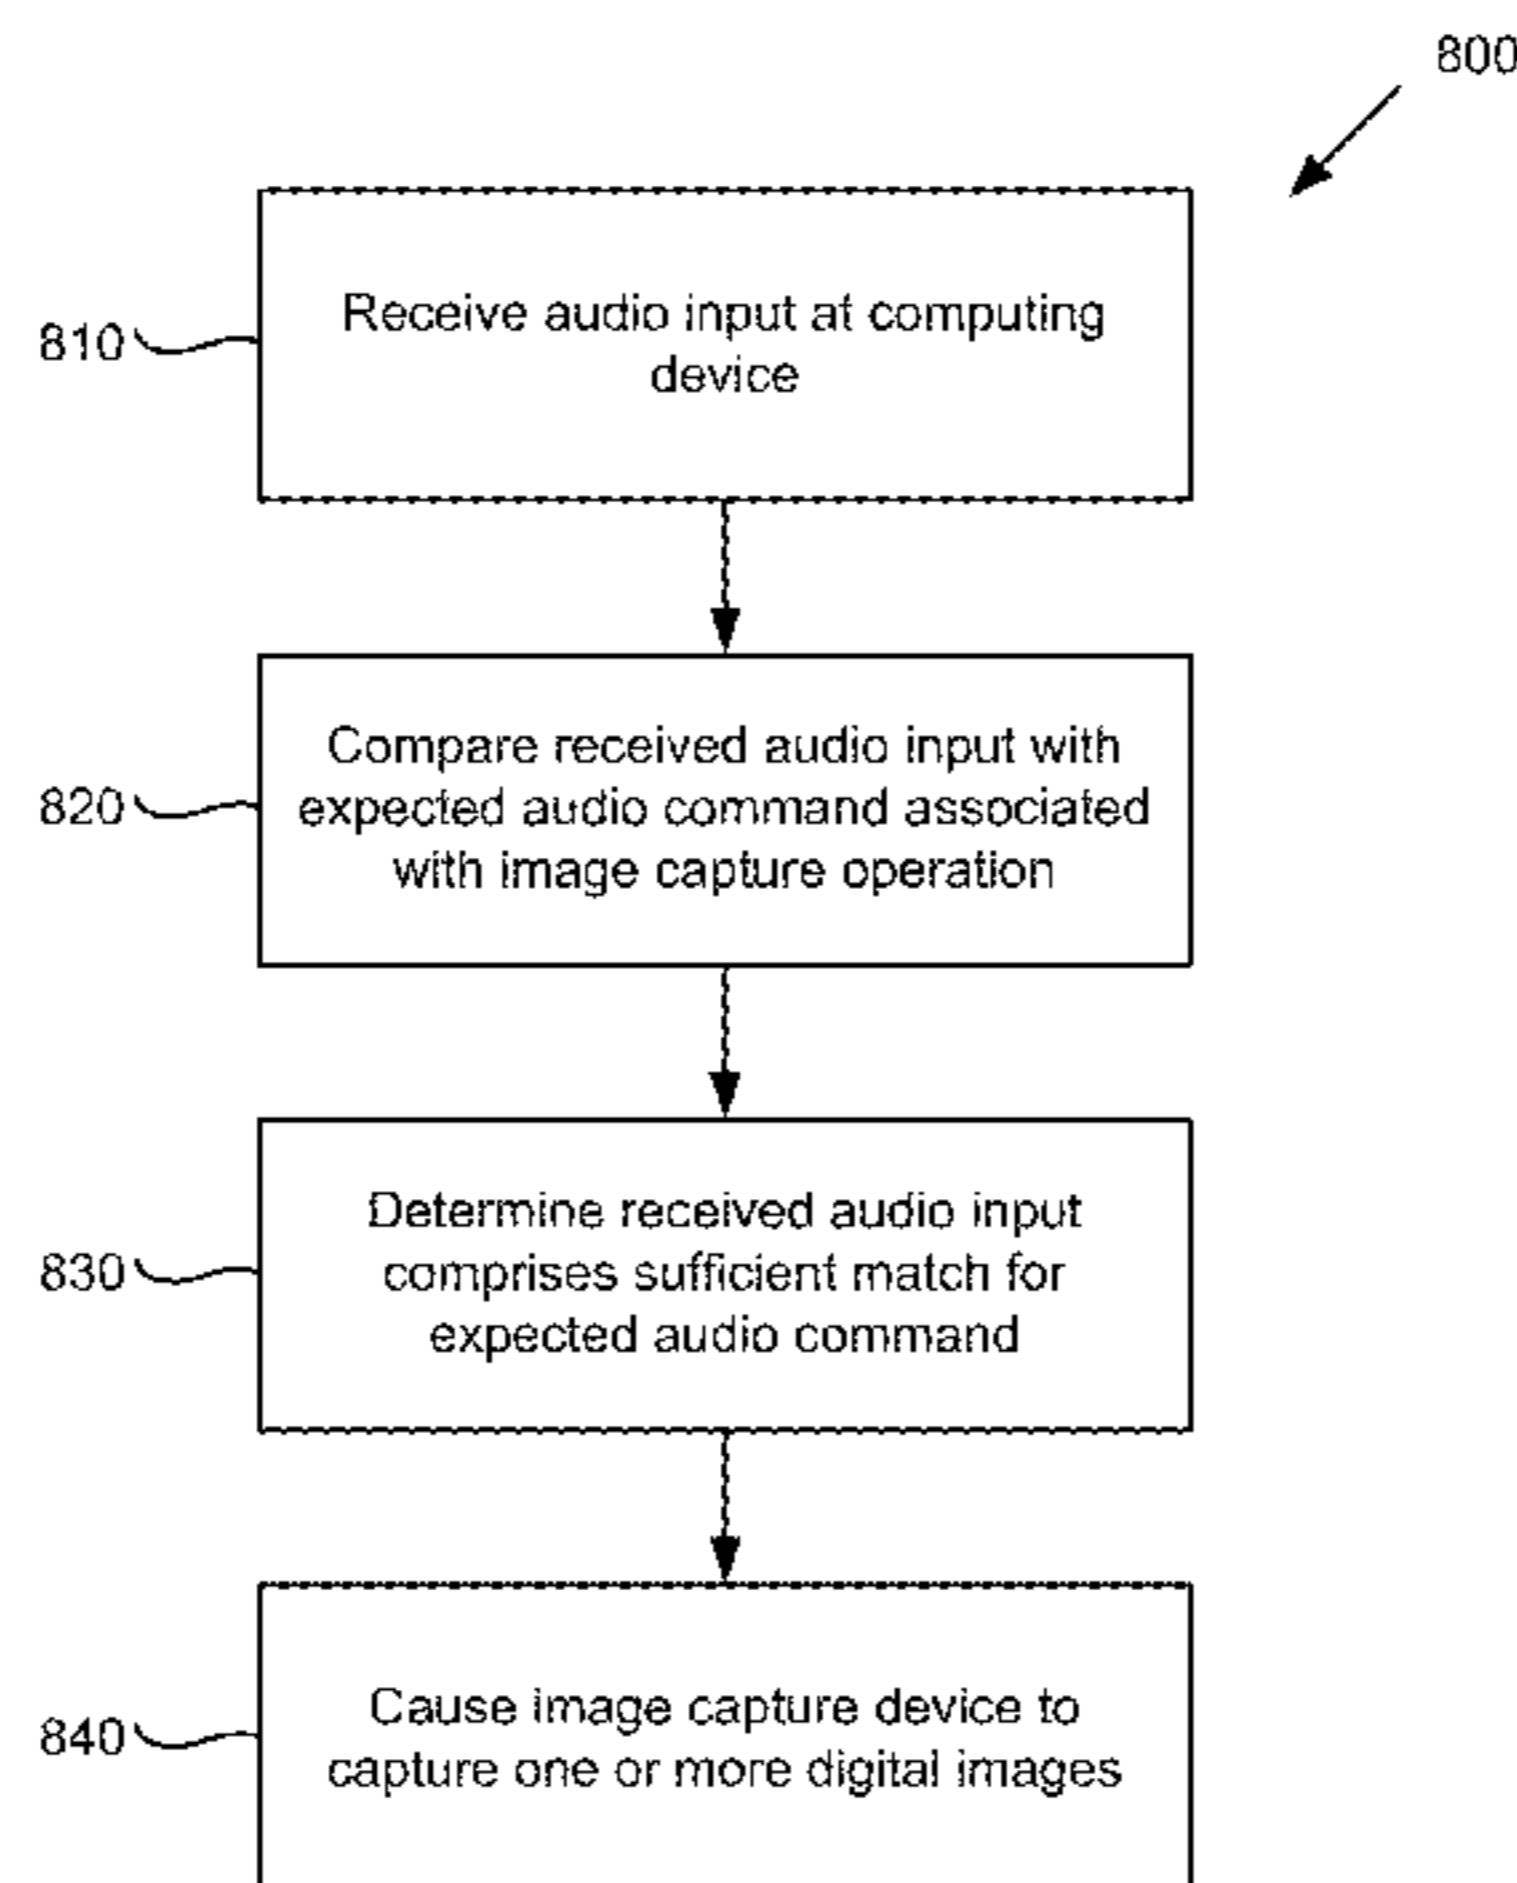 800
810
Receive audio input at computing
device
820
Compare received audio input with
expected audio command associated
with image capture operation
830
Determine received audio input
comprises sufficient match for
expected audio command
840
Cause image capture device to
capture one or more digital images